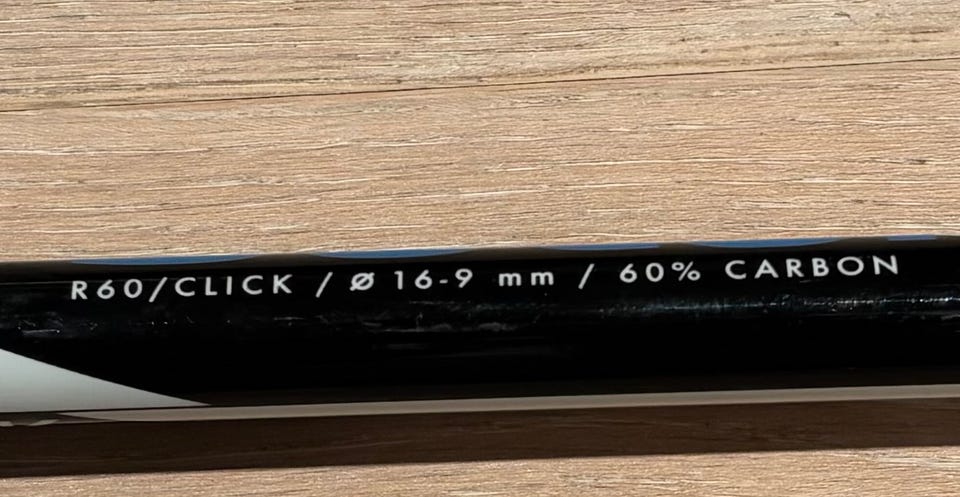 R60/CLICK / Ø 16-9 mm / 60% CARBON